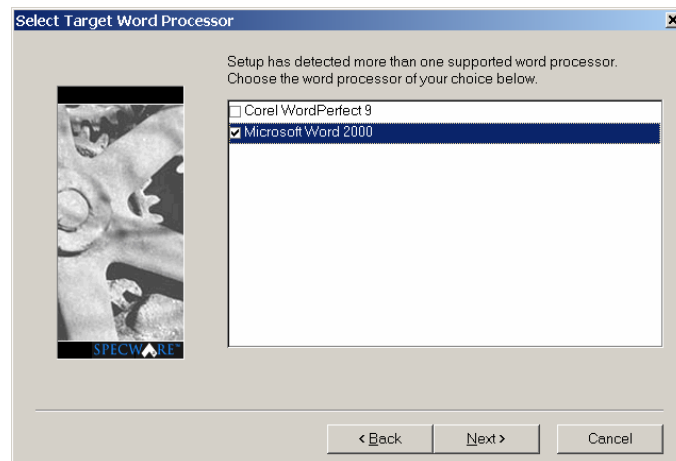 Select Target Word Processor
Setup has detected more than one supported word processor.
Choose the word processor of your choice below.
Corel WordPerfect 9
Microsoft Word 2000
SPECWARE™
< Back
Next >
Cancel